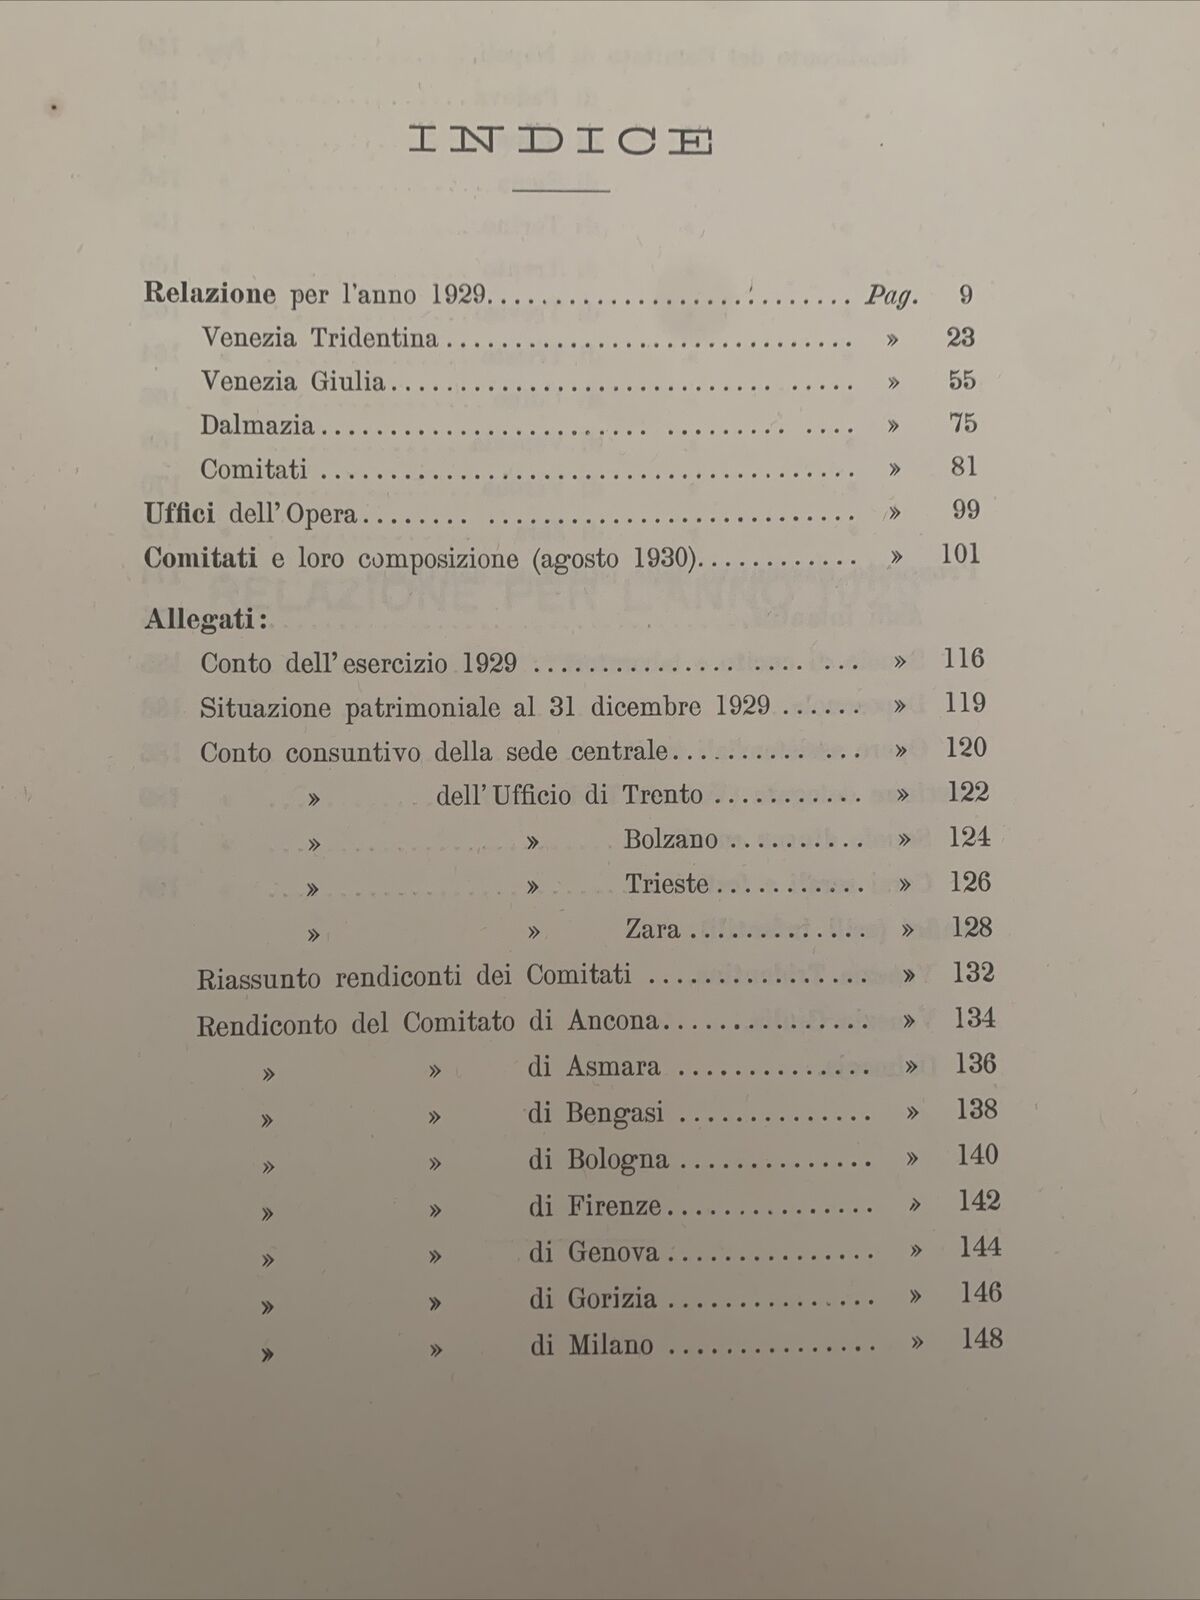 INDICE
Relazione per l'anno 1929........................... Pag. 9
Venezia Tridentina.............................. » 23
Venezia Giulia............................ ..... » 55
Dalmazia........................ ......... .... » 75
Comitati ....................................... » 81
Uffici dell'Opera........ ........................... » 99
Comitati e loro composizione (agosto 1930)............ » 101
Allegati:
Conto dell'esercizio 1929 ..................... .. ... » 116
Situazione patrimoniale al 31 dicembre 1929 ...... » 119
Conto consuntivo della sede centrale............ ... » 120
» dell'Ufficio di Trento ........... » 122
» » Bolzano .......... » 124
» » Trieste........... » 126
» » Zara ............. » 128
Riassunto rendiconti dei Comitati ................ » 132
Rendiconto del Comitato di Ancona............... » 134
» » di Asmara .............. » 136
» » di Bengasi .............. » 138
» » di Bologna .............. » 140
» » di Firenze............... » 142
» » di Genova ............... » 144
» » di Gorizia ............... » 146
» » di Milano ............... » 148